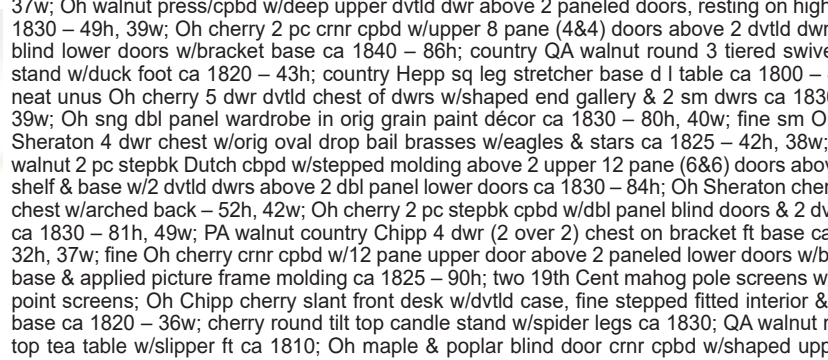 37w; Oh walnut press/cpbd w/deep upper dvtld dwr above 2 paneled doors, resting on high
1830 – 49h, 39w; Oh cherry 2 pc crnr cpbd w/upper 8 pane (4&4) doors above 2 dvtld dwr
blind lower doors w/bracket base ca 1840 – 86h; country QA walnut round 3 tiered swive
stand w/duck foot ca 1820 – 43h; country Hepp sq leg stretcher base d l table ca 1800 –
neat unus Oh cherry 5 dwr dvtld chest of dwrs w/shaped end gallery & 2 sm dwrs ca 183
39w; Oh sng dbl panel wardrobe in orig grain paint décor ca 1830 – 80h, 40w; fine sm O
Sheraton 4 dwr chest w/orig oval drop bail brasses w/eagles & stars ca 1825 – 42h, 38w;
walnut 2 pc stepbk Dutch cbpd w/stepped molding above 2 upper 12 pane (6&6) doors abov
shelf & base w/2 dvtld dwrs above 2 dbl panel lower doors ca 1830 – 84h; Oh Sheraton cher
chest w/arched back – 52h, 42w; Oh cherry 2 pc stepbk cpbd w/dbl panel blind doors & 2 dv
ca 1830 – 81h, 49w; PA walnut country Chipp 4 dwr (2 over 2) chest on bracket ft base ca
32h, 37w; fine Oh cherry crnr cpbd w/12 pane upper door above 2 paneled lower doors w/b
base & applied picture frame molding ca 1825 – 90h; two 19th Cent mahog pole screens w
point screens; Oh Chipp cherry slant front desk w/dvtld case, fine stepped fitted interior &
base ca 1820 – 36w; cherry round tilt top candle stand w/spider legs ca 1830; QA walnut r
top tea table w/slipper ft ca 1810; Oh maple & poplar blind door crnr cpbd w/shaped upp